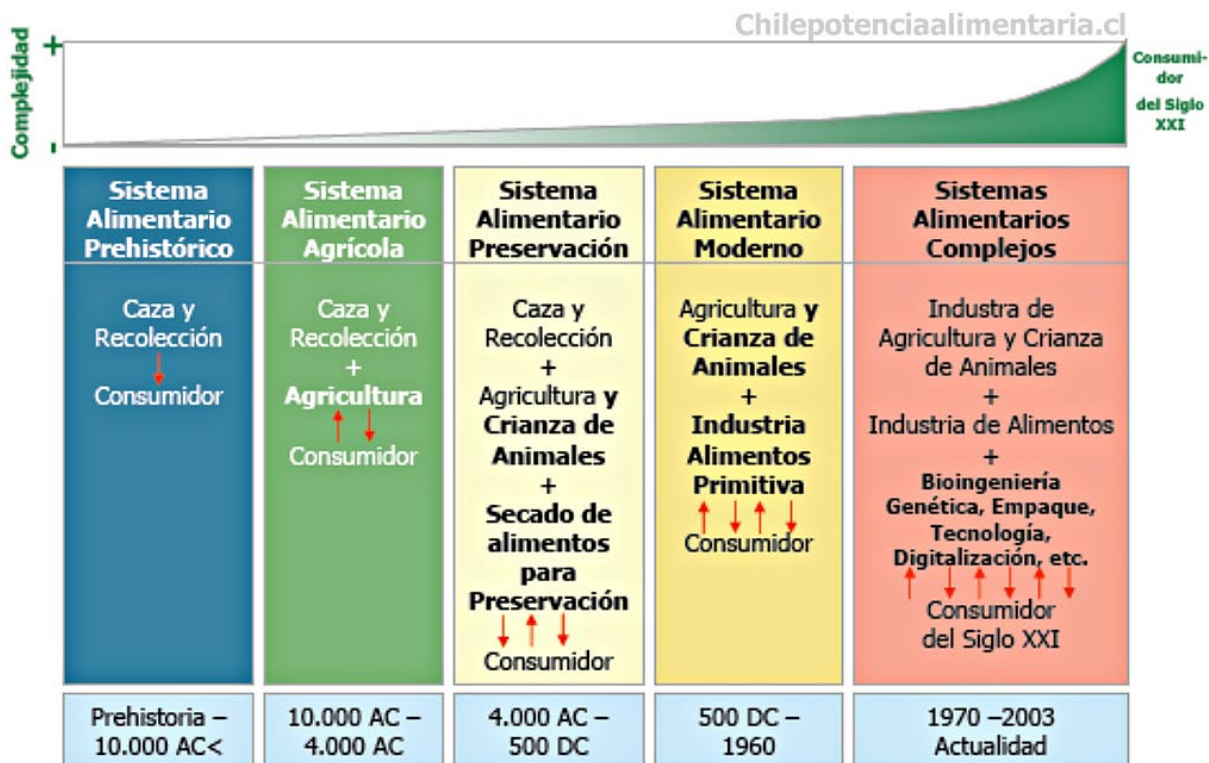 Chilepotenciaalimentaria.cl
Complejidad
+
-
Consumi-
dor
del Siglo
XXI
Sistema
Alimentario
Prehistórico
Caza y
Recolección
Consumidor
Prehistoria –
10.000 AC<
Sistema
Alimentario
Agrícola
Caza y
Recolección
+
Agricultura
Consumidor
10.000 AC –
4.000 AC
Sistema
Alimentario
Preservación
Caza y
Recolección
+
Agricultura y
Crianza de
Animales
+
Secado de
alimentos
para
Preservación
Consumidor
4.000 AC –
500 DC
Sistema
Alimentario
Moderno
Agricultura y
Crianza de
Animales
+
Industria
Alimentos
Primitiva
Consumidor
500 DC –
1960
Sistemas
Alimentarios
Complejos
Industra de
Agricultura y Crianza
de Animales
+
Industria de Alimentos
+
Bioingeniería
Genética, Empaque,
Tecnología,
Digitalización, etc.
Consumidor
del Siglo XXI
1970 –2003
Actualidad